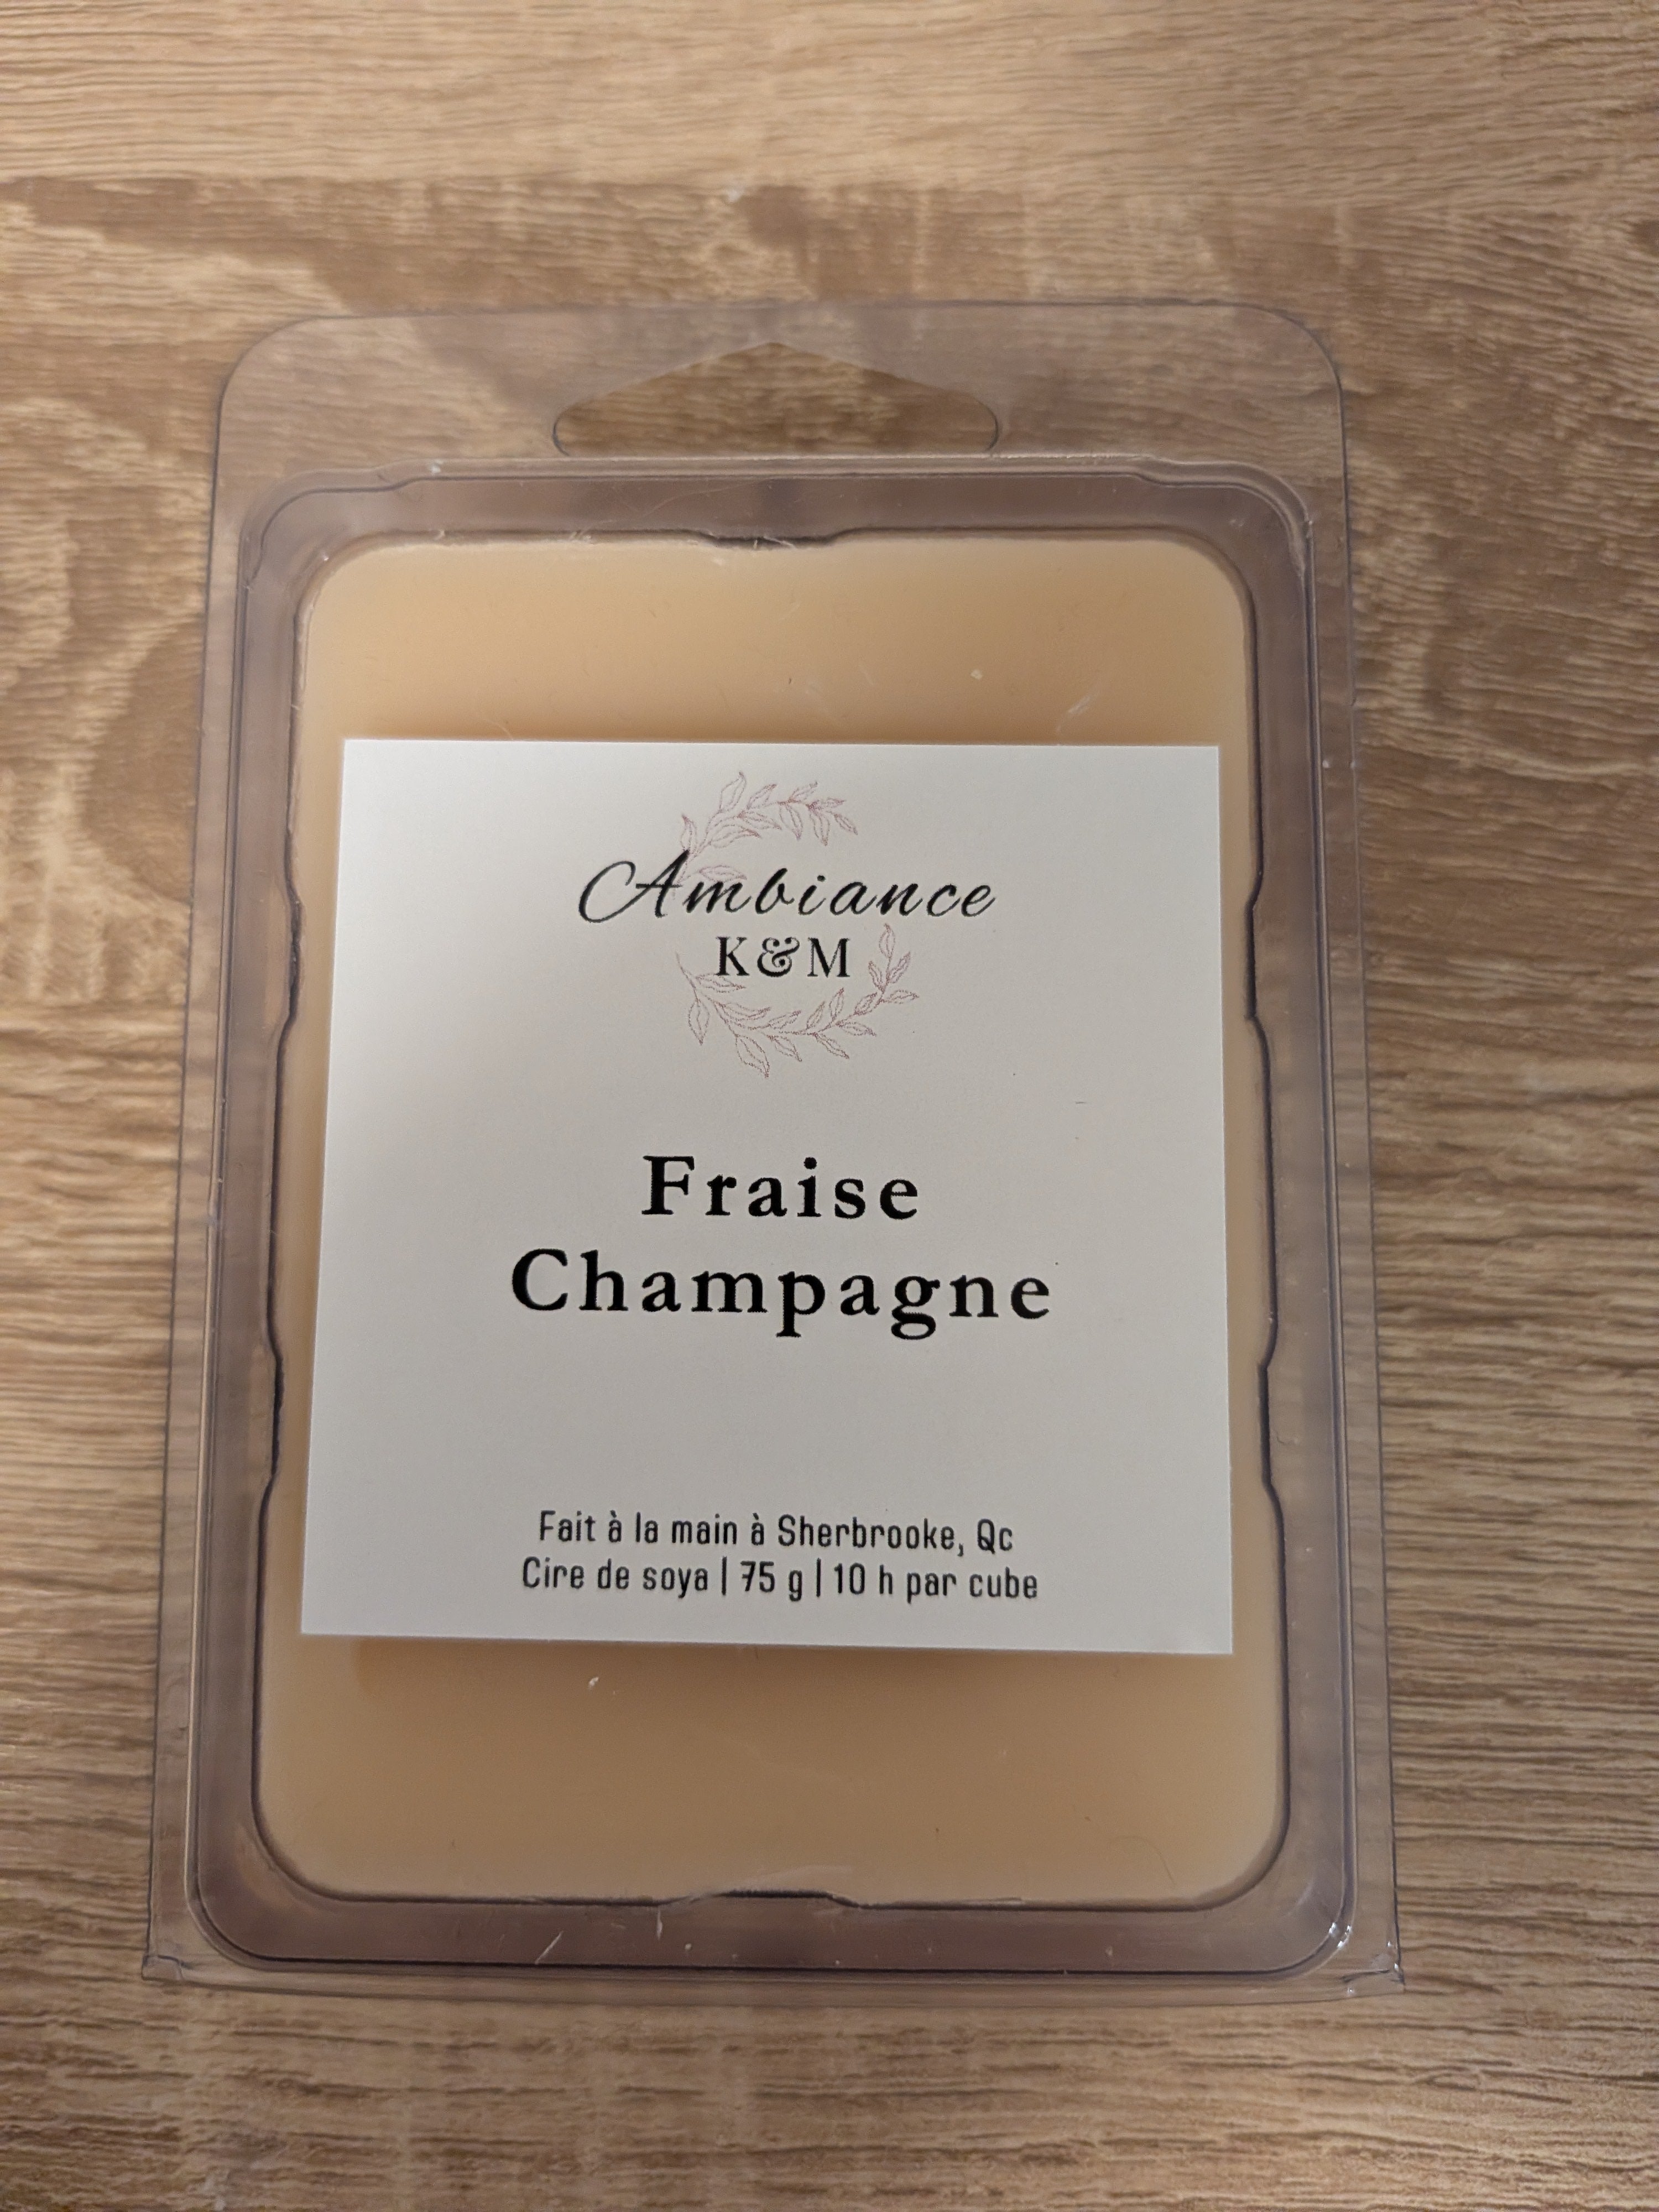 Ambiance
K&M
Fraise
Champagne
Fait à la main à Sherbrooke, Qc
Cire de soya | 75 g | 10 h par cube